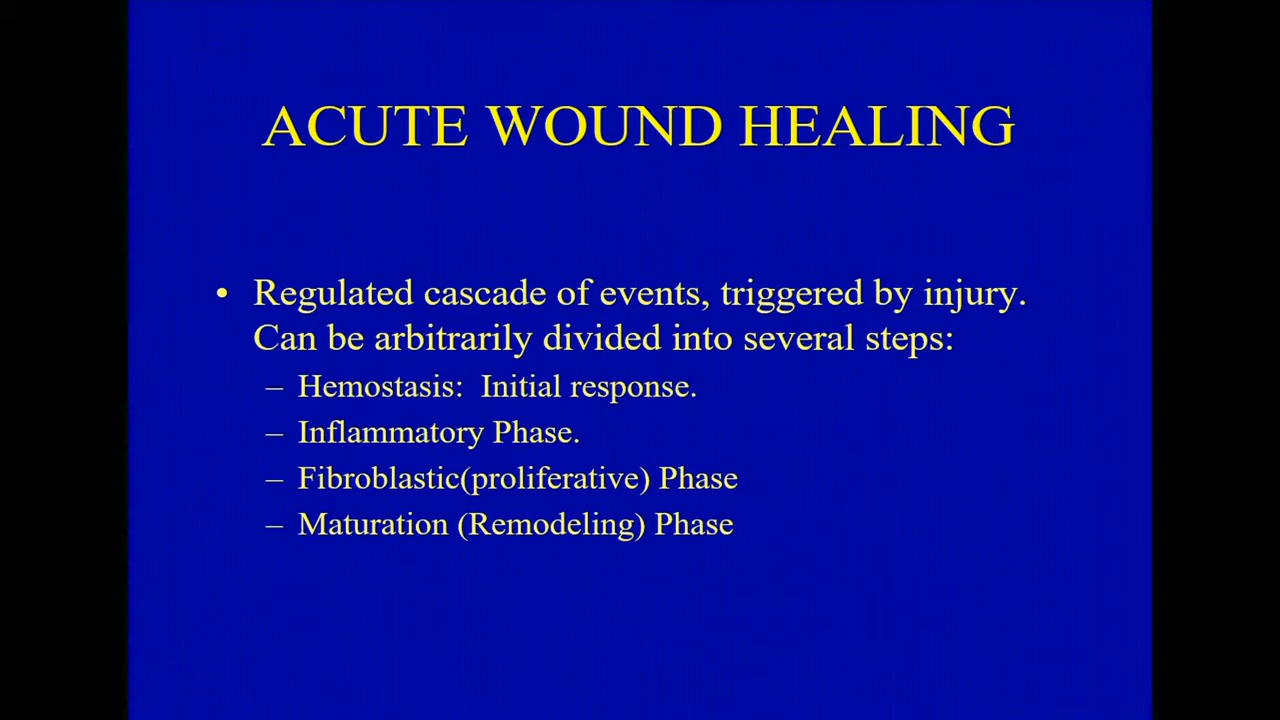 ACUTE WOUND HEALING
• Regulated cascade of events, triggered by injury.
Can be arbitrarily divided into several steps:
– Hemostasis:  Initial response.
– Inflammatory Phase.
– Fibroblastic(proliferative) Phase
– Maturation (Remodeling) Phase